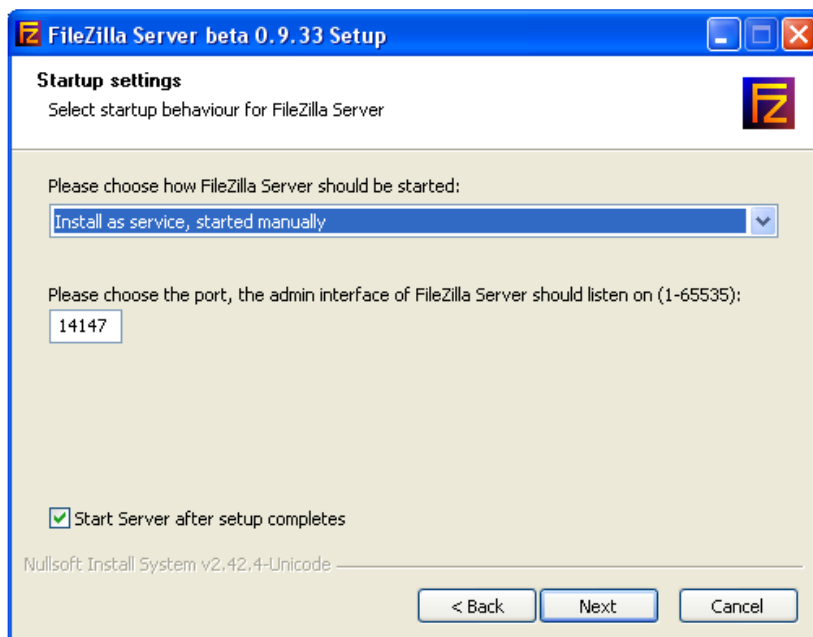 FileZilla Server beta 0.9.33 Setup
Startup settings
Select startup behaviour for FileZilla Server
FZ
Please choose how FileZilla Server should be started:
Install as service, started manually
Please choose the port, the admin interface of FileZilla Server should listen on (1-65535):
14147
Start Server after setup completes
Nullsoft Install System v2.42.4-Unicode
< Back
Next
Cancel